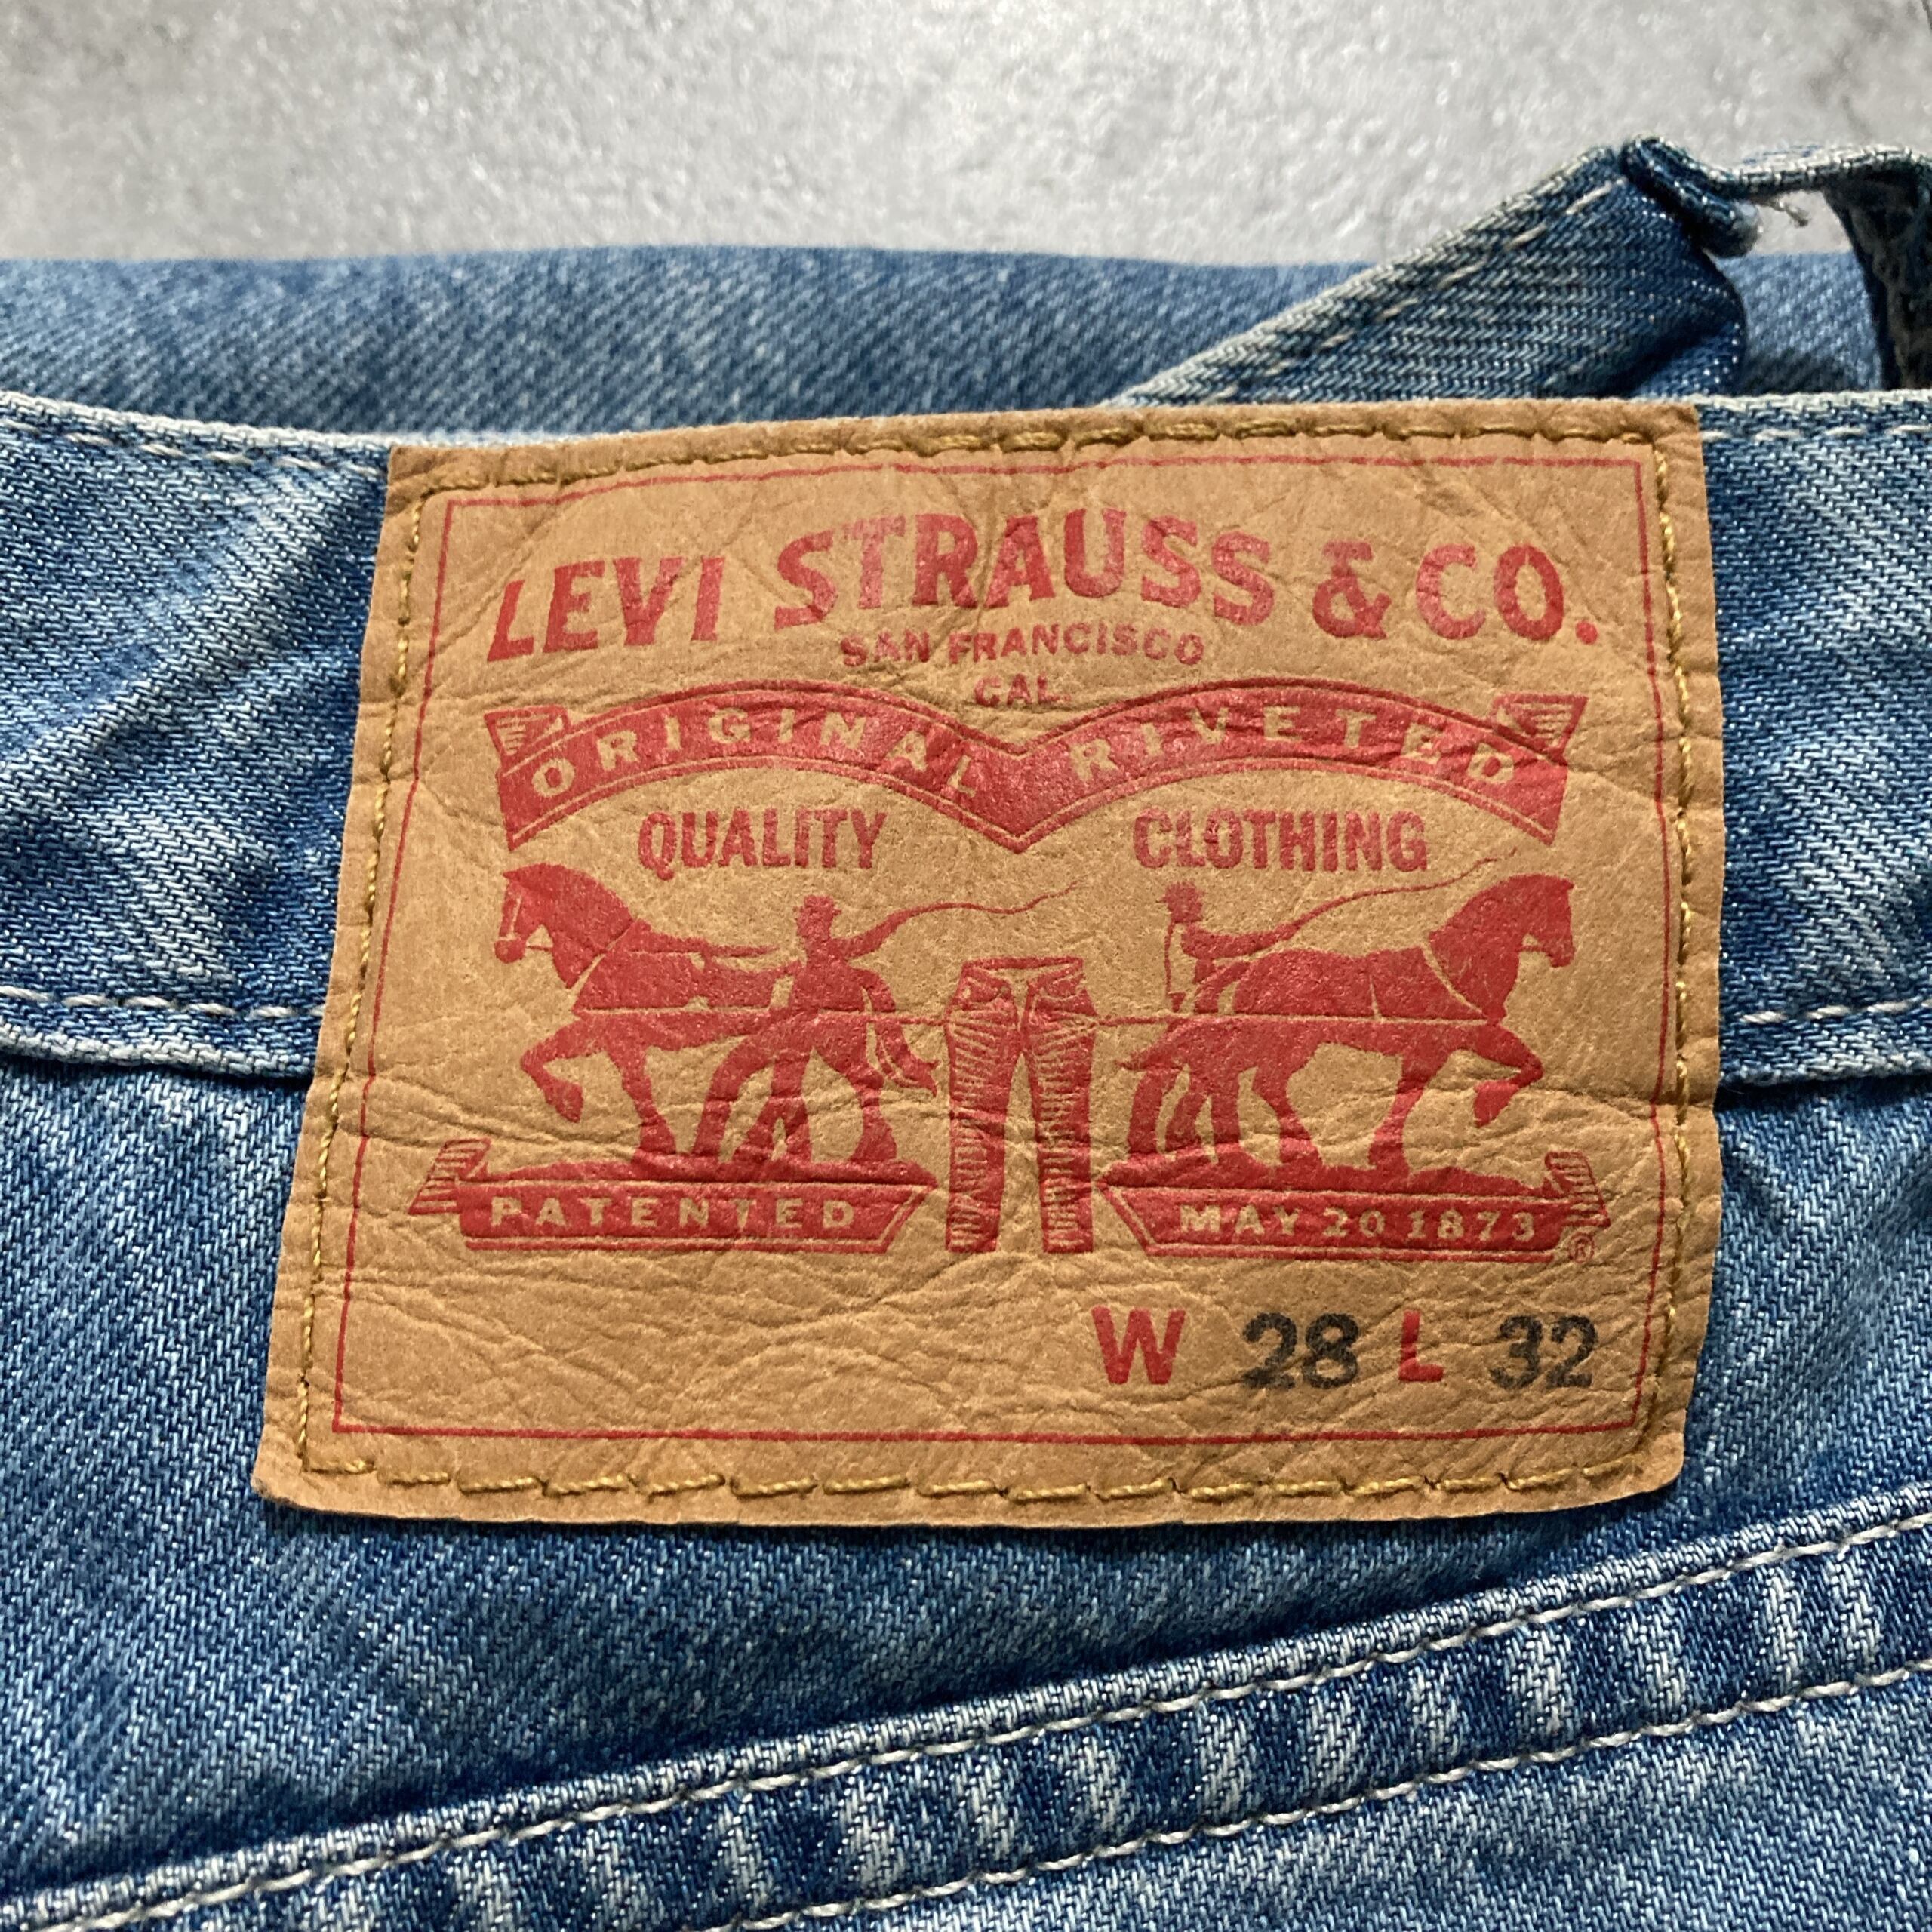 LEVI STRAUSS & CO.
SAN FRANCISCO
CAL.
ORIGINAL RIVETED
QUALITY CLOTHING
PATENTED MAY 20 1873 ®
W 28 L 32